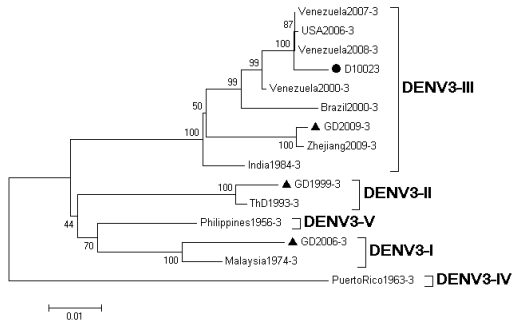 Venezuela2007-3
87
USA2006-3
100
Venezuela2008-3
99
D10023
99
Venezuela2000-3
DENV3-III
50
Brazil2000-3
GD2009-3
100
100
Zhejiang2009-3
India1984-3
100
GD1999-3
DENV3-II
ThD1993-3
44
Philippines1956-3
DENV3-V
70
GD2006-3
DENV3-I
100
Malaysia1974-3
PuertoRico1963-3
DENV3-IV
0.01